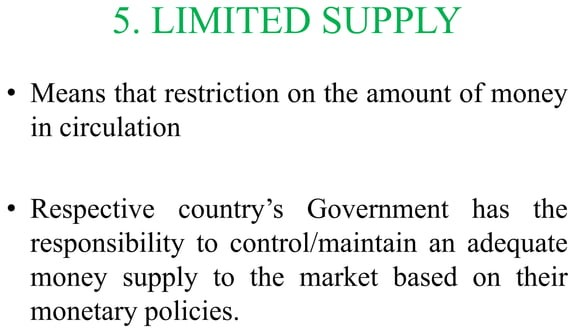 5. LIMITED SUPPLY
• Means that restriction on the amount of money
in circulation
• Respective country’s Government has the
responsibility to control/maintain an adequate
money supply to the market based on their
monetary policies.